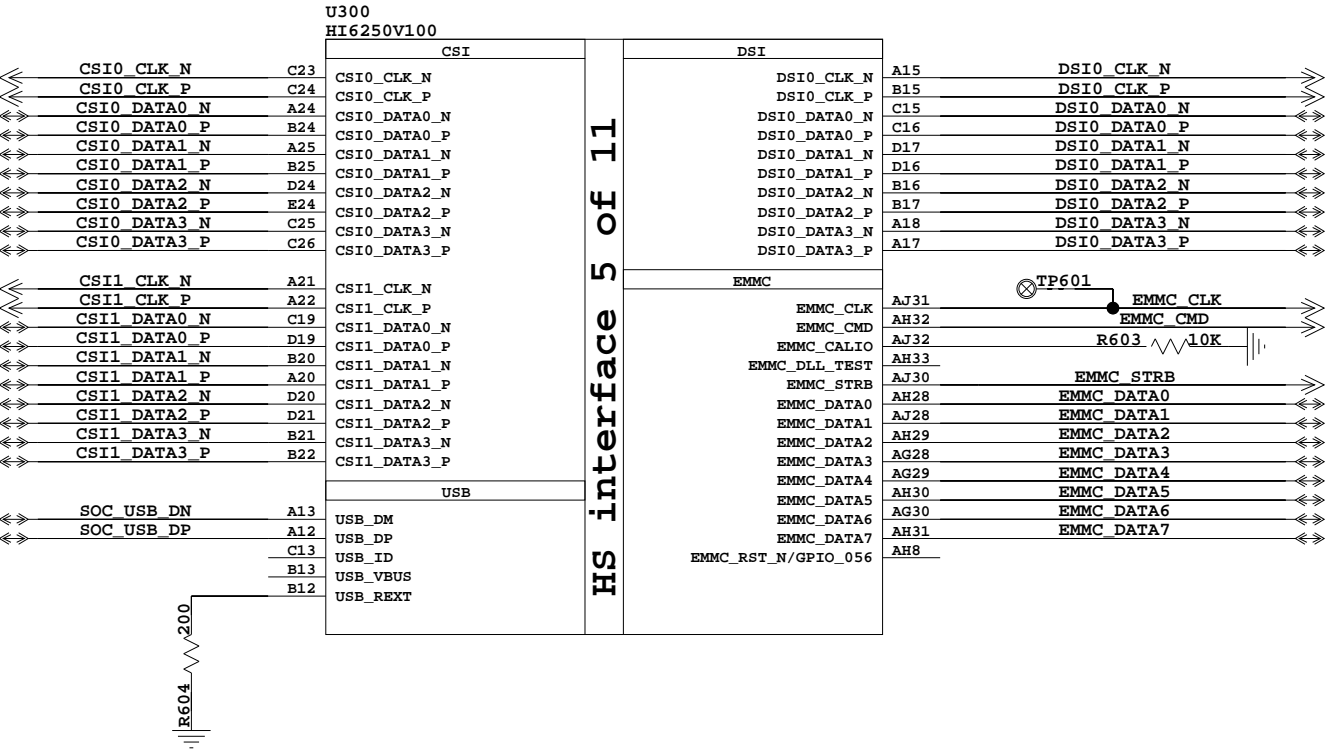 U300
HI6250V100
CSI
CSI0_CLK_N C23 CSI0_CLK_N
CSI0_CLK_P C24 CSI0_CLK_P
CSI0_DATA0_N A24 CSI0_DATA0_N
CSI0_DATA0_P B24 CSI0_DATA0_P
CSI0_DATA1_N A25 CSI0_DATA1_N
CSI0_DATA1_P B25 CSI0_DATA1_P
CSI0_DATA2_N D24 CSI0_DATA2_N
CSI0_DATA2_P E24 CSI0_DATA2_P
CSI0_DATA3_N C25 CSI0_DATA3_N
CSI0_DATA3_P C26 CSI0_DATA3_P
CSI1_CLK_N A21 CSI1_CLK_N
CSI1_CLK_P A22 CSI1_CLK_P
CSI1_DATA0_N C19 CSI1_DATA0_N
CSI1_DATA0_P D19 CSI1_DATA0_P
CSI1_DATA1_N B20 CSI1_DATA1_N
CSI1_DATA1_P A20 CSI1_DATA1_P
CSI1_DATA2_N D20 CSI1_DATA2_N
CSI1_DATA2_P D21 CSI1_DATA2_P
CSI1_DATA3_N B21 CSI1_DATA3_N
CSI1_DATA3_P B22 CSI1_DATA3_P
USB
SOC_USB_DN A13 USB_DM
SOC_USB_DP A12 USB_DP
C13 USB_ID
B13 USB_VBUS
B12 USB_REXT
200
R604
HS interface 5 of 11
DSI
DSI0_CLK_N A15 DSI0_CLK_N
DSI0_CLK_P B15 DSI0_CLK_P
DSI0_DATA0_N C15 DSI0_DATA0_N
DSI0_DATA0_P C16 DSI0_DATA0_P
DSI0_DATA1_N D17 DSI0_DATA1_N
DSI0_DATA1_P D16 DSI0_DATA1_P
DSI0_DATA2_N B16 DSI0_DATA2_N
DSI0_DATA2_P B17 DSI0_DATA2_P
DSI0_DATA3_N A18 DSI0_DATA3_N
DSI0_DATA3_P A17 DSI0_DATA3_P
EMMC
TP601
EMMC_CLK AJ31 EMMC_CLK
EMMC_CMD AH32 EMMC_CMD
EMMC_CALIO AJ32 R603 10K
EMMC_DLL_TEST AH33
EMMC_STRB AJ30 EMMC_STRB
EMMC_DATA0 AH28 EMMC_DATA0
EMMC_DATA1 AJ28 EMMC_DATA1
EMMC_DATA2 AH29 EMMC_DATA2
EMMC_DATA3 AG28 EMMC_DATA3
EMMC_DATA4 AG29 EMMC_DATA4
EMMC_DATA5 AH30 EMMC_DATA5
EMMC_DATA6 AG30 EMMC_DATA6
EMMC_DATA7 AH31 EMMC_DATA7
EMMC_RST_N/GPIO_056 AH8